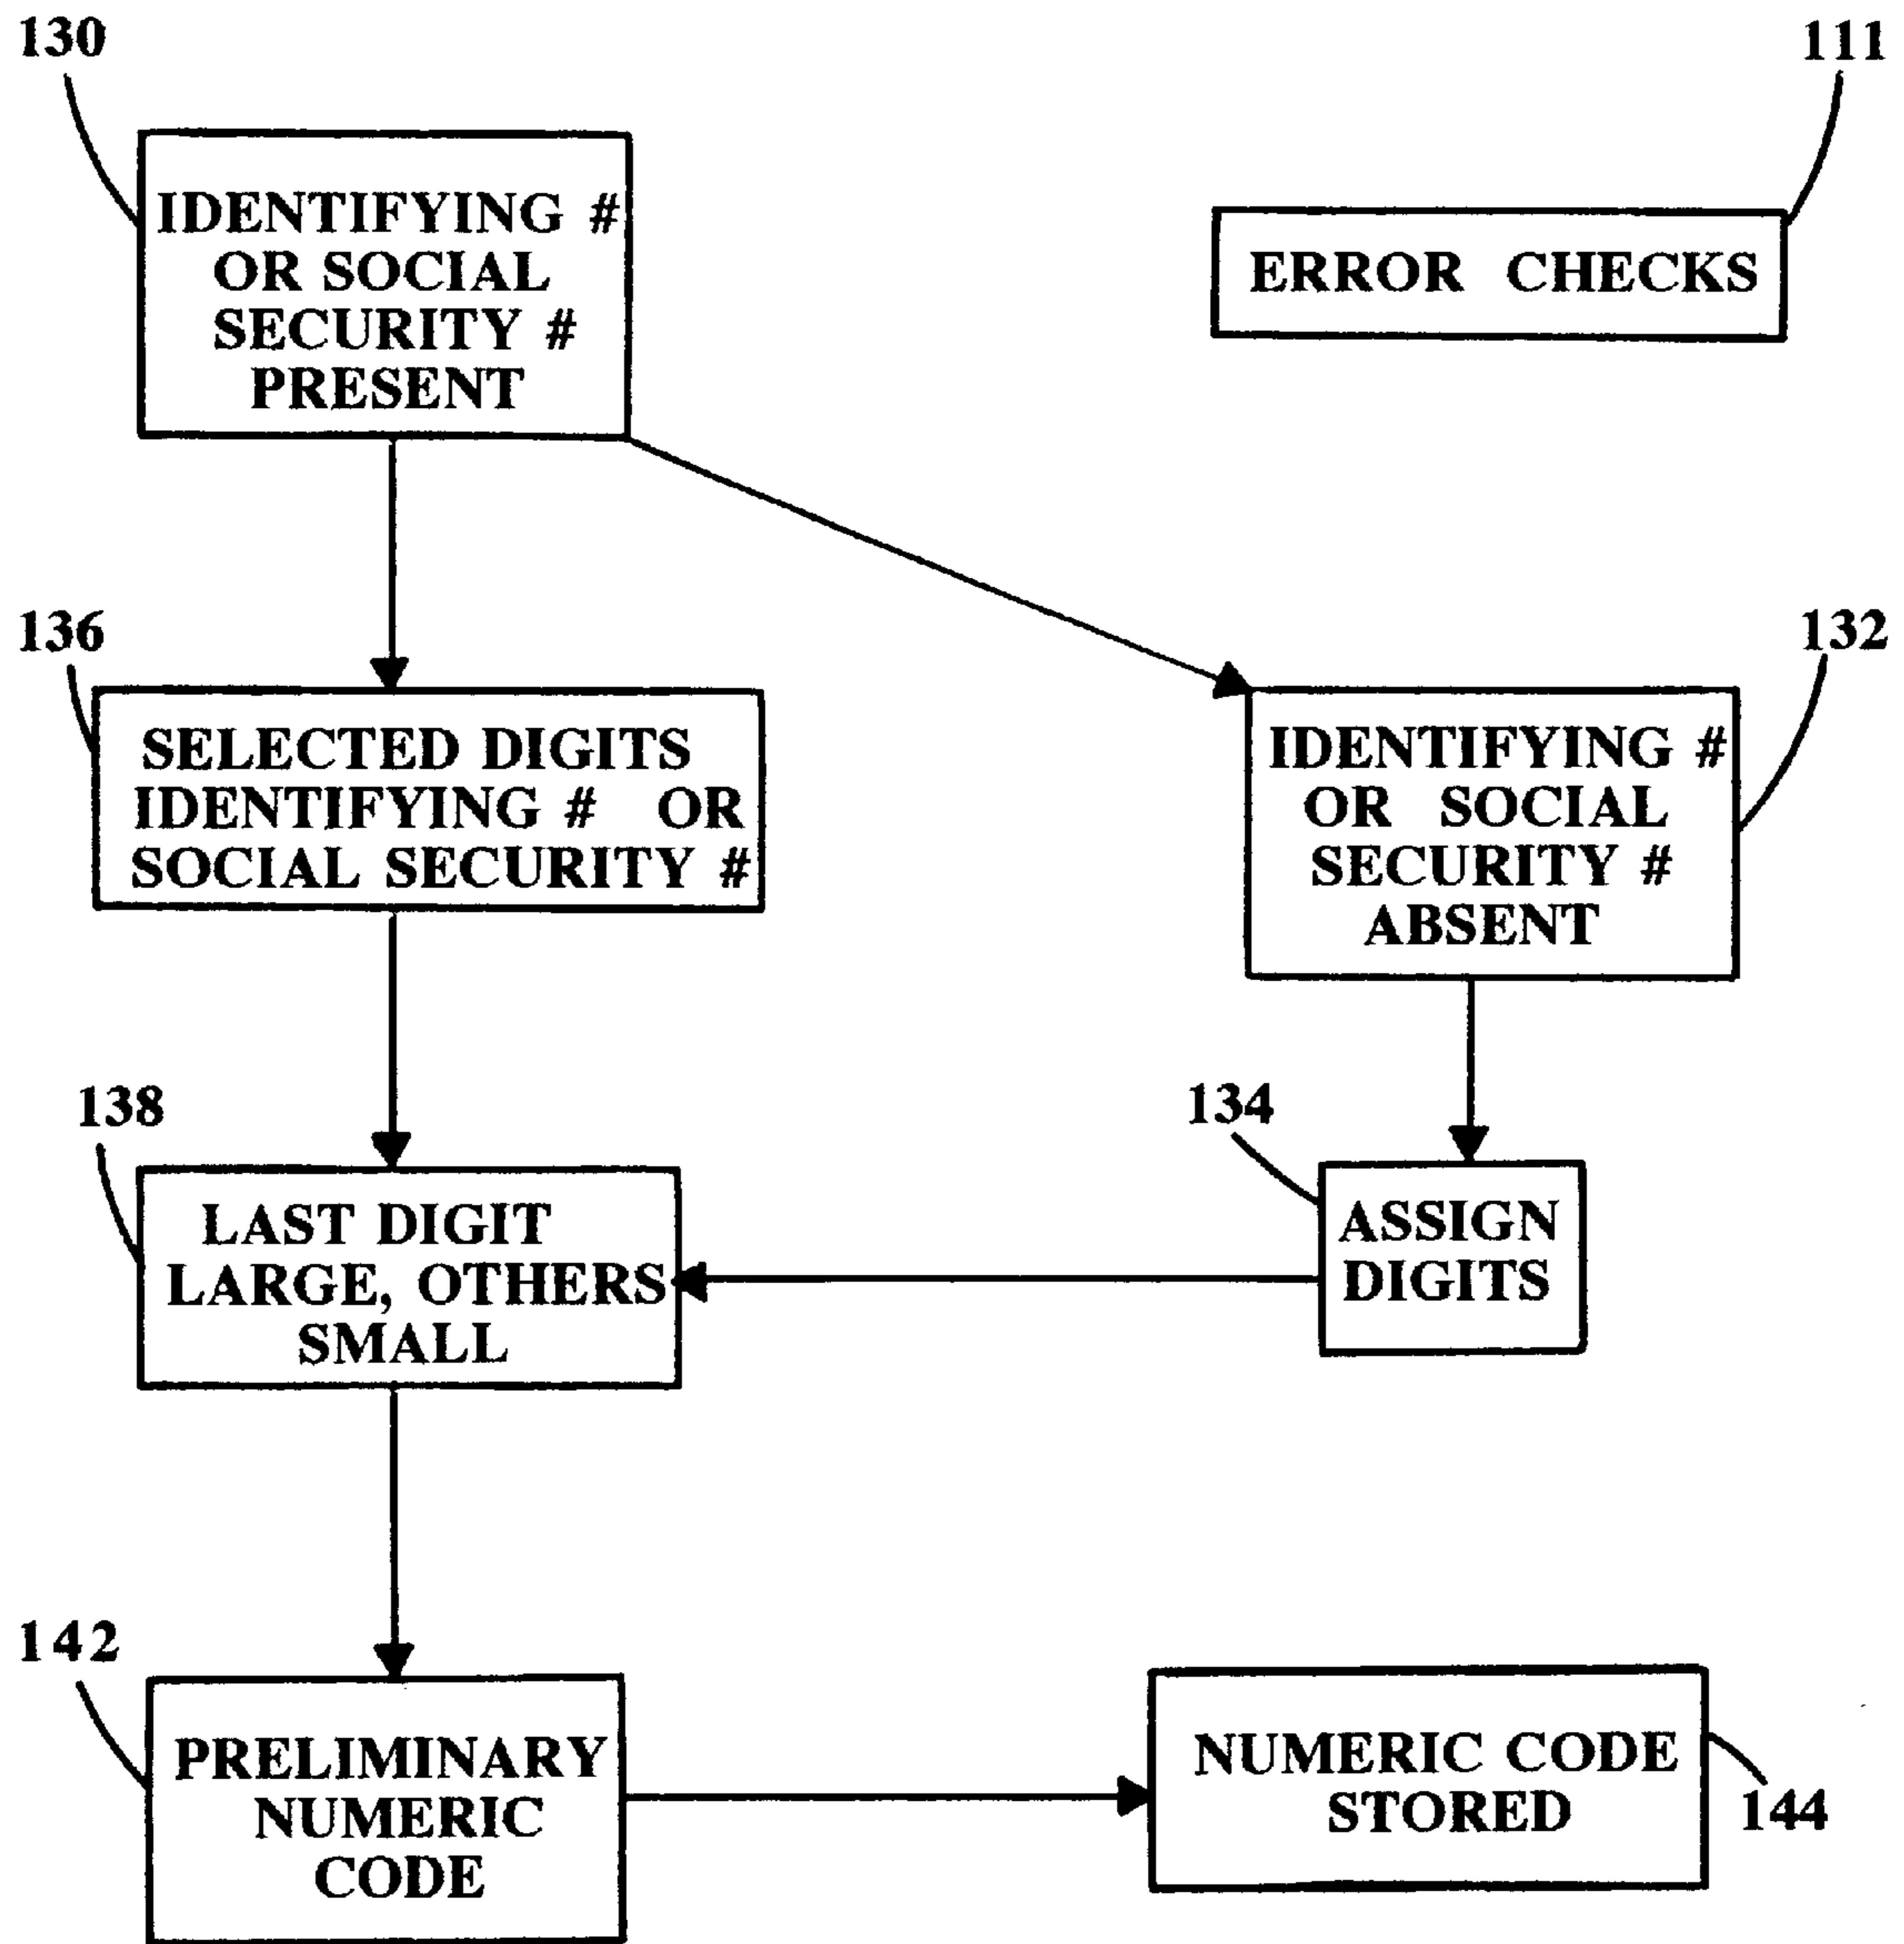 130
111
IDENTIFYING #
OR SOCIAL
SECURITY #
PRESENT
ERROR CHECKS
136
132
SELECTED DIGITS
IDENTIFYING # OR
SOCIAL SECURITY #
IDENTIFYING #
OR SOCIAL
SECURITY #
ABSENT
138
134
LAST DIGIT
LARGE, OTHERS
SMALL
ASSIGN
DIGITS
142
PRELIMINARY
NUMERIC
CODE
NUMERIC CODE
STORED
144